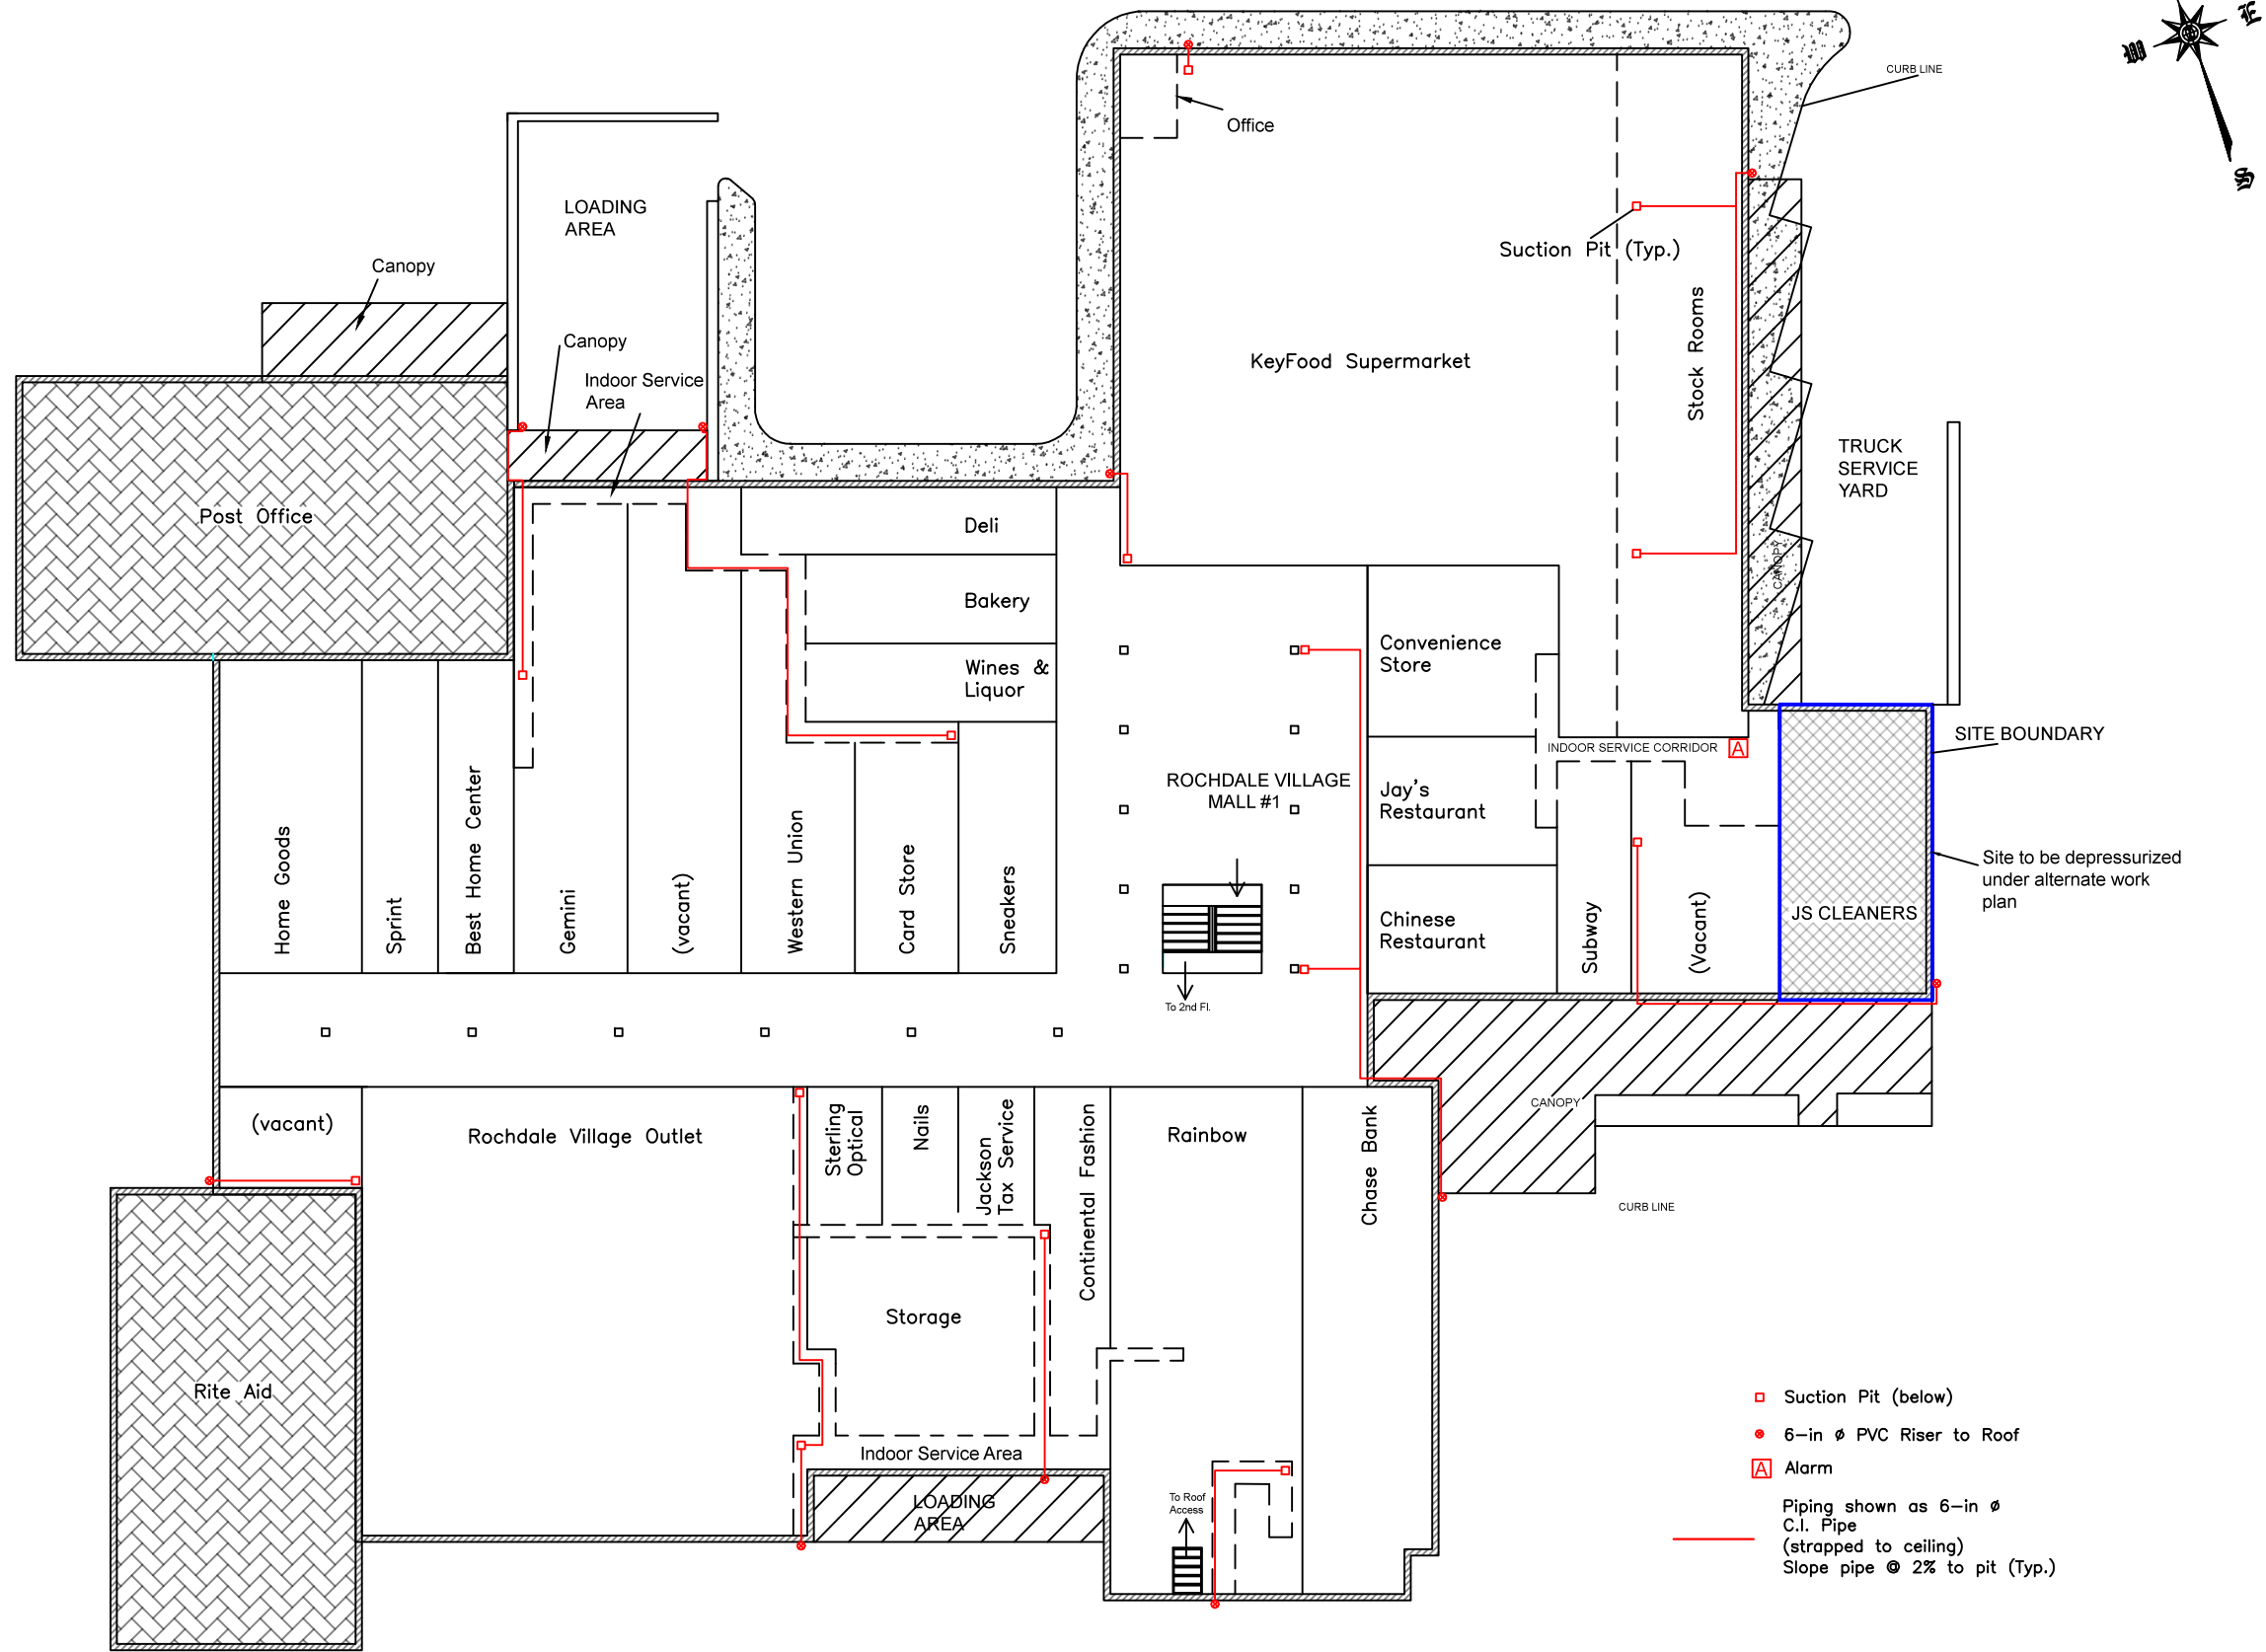 E
W
S
CURB LINE
Office
LOADING
AREA
Suction Pit (Typ.)
Canopy
Canopy
Indoor Service
Area
KeyFood Supermarket
Stock Rooms
TRUCK
SERVICE
YARD
Post Office
Deli
Bakery
Wines &
Liquor
CANOPY
Convenience
Store
SITE BOUNDARY
INDOOR SERVICE CORRIDOR
A
ROCHDALE VILLAGE
MALL #1
Jay's
Restaurant
Home Goods
Sprint
Best Home Center
Gemini
(vacant)
Western Union
Card Store
Sneakers
Chinese
Restaurant
Subway
(Vacant)
JS CLEANERS
Site to be depressurized
under alternate work
plan
To 2nd Fl.
CANOPY
(vacant)
Rochdale Village Outlet
Sterling
Optical
Nails
Jackson
Tax Service
Continental Fashion
Rainbow
Chase Bank
CURB LINE
Storage
Rite Aid
Indoor Service Area
LOADING
AREA
To Roof
Access
Suction Pit (below)
6-in ø PVC Riser to Roof
A Alarm
Piping shown as 6-in ø
C.I. Pipe
(strapped to ceiling)
Slope pipe @ 2% to pit (Typ.)